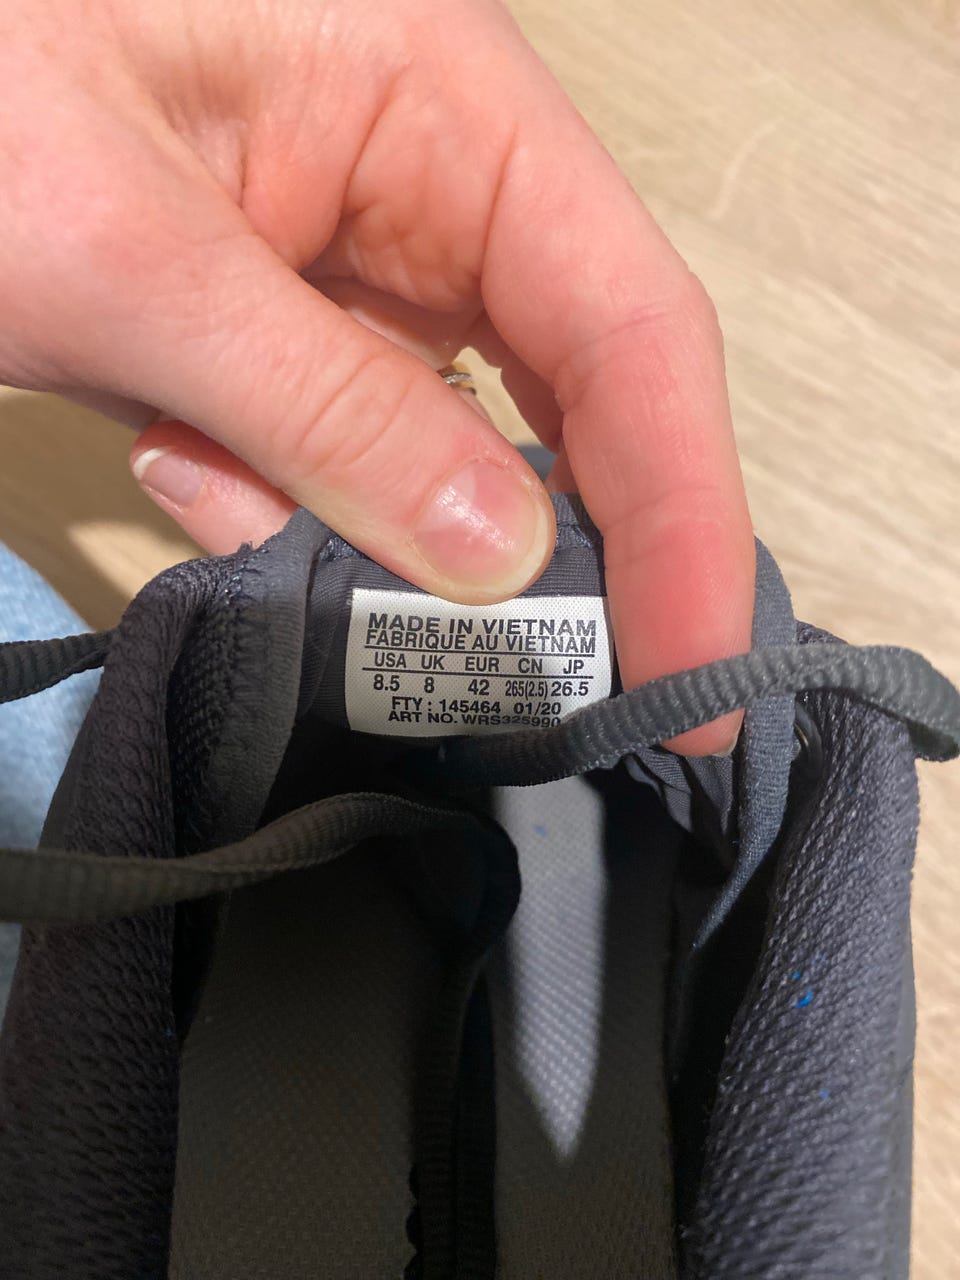 MADE IN VIETNAM
FABRIQUE AU VIETNAM
USA UK EUR CN JP
8.5 8 42 265(2.5) 26.5
FTY : 145464 01/20
ART NO. WRS325990